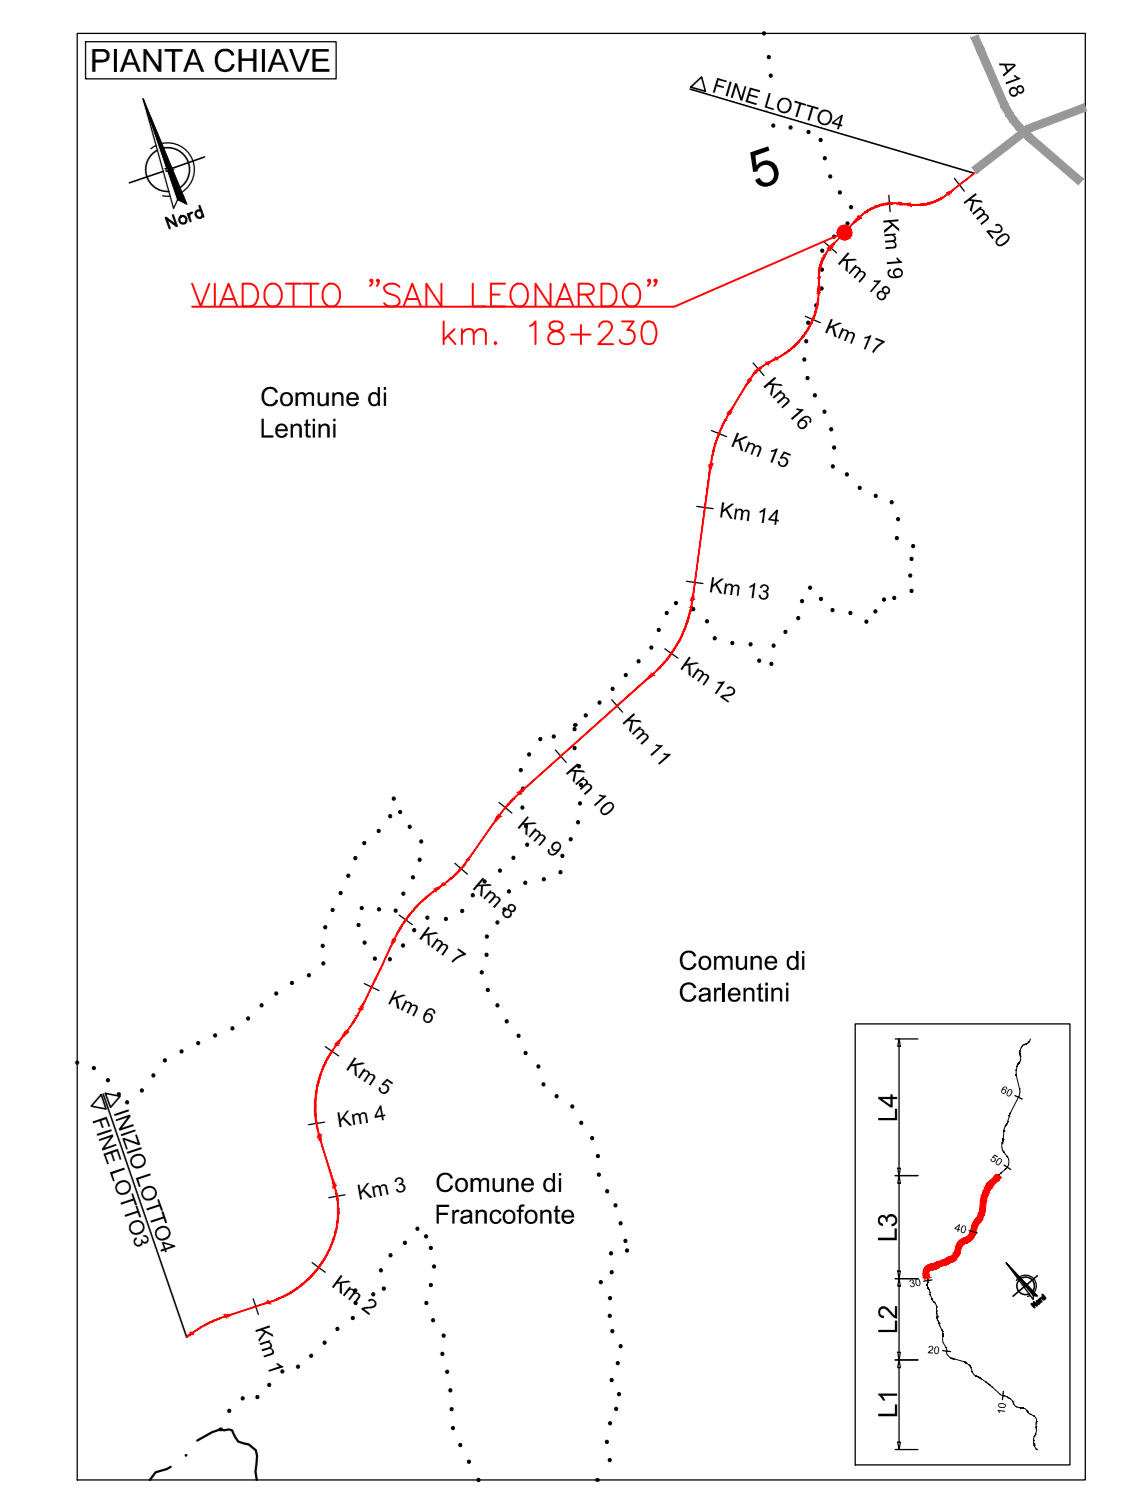 PIANTA CHIAVE
A18
FINE LOTTO4
5
Nord
Km 20
Km 19
Km 18
VIADOTTO "SAN LEONARDO"
km. 18+230
Km 17
Comune di
Lentini
Km 16
Km 15
Km 14
Km 13
Km 12
Km 11
Km 10
Km 9
Km 8
Km 7
Comune di
Carlentini
Km 6
Km 5
Km 4
INIZIO LOTTO4
FINE LOTTO3
Km 3
Comune di
Francofonte
Km 2
Km 1
L4
60
50
L3
40
30
L2
20
L1
10